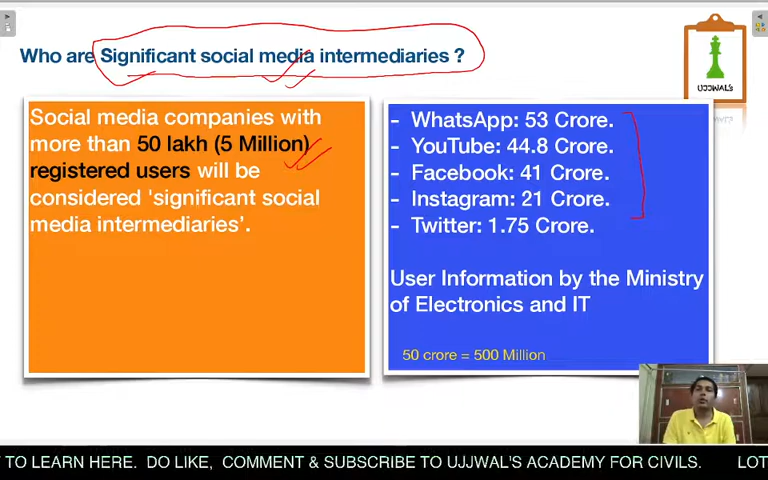 Who are Significant social media intermediaries ?
UJJWAL's
Social media companies with
more than 50 lakh (5 Million)
registered users will be
considered 'significant social
media intermediaries’.
- WhatsApp: 53 Crore.
- YouTube: 44.8 Crore.
- Facebook: 41 Crore.
- Instagram: 21 Crore.
- Twitter: 1.75 Crore.
User Information by the Ministry
of Electronics and IT
50 crore = 500 Million
TO LEARN HERE. DO LIKE, COMMENT & SUBSCRIBE TO UJJWAL'S ACADEMY FOR CIVILS. LOT